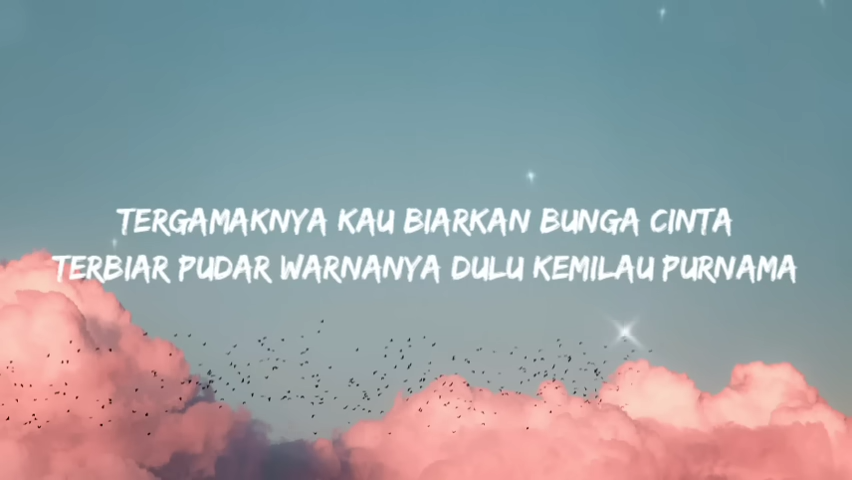 TERGAMAKNYA KAU BIARKAN BUNGA CINTA
TERBIAR PUDAR WARNANYA DULU KEMILAU PURNAMA